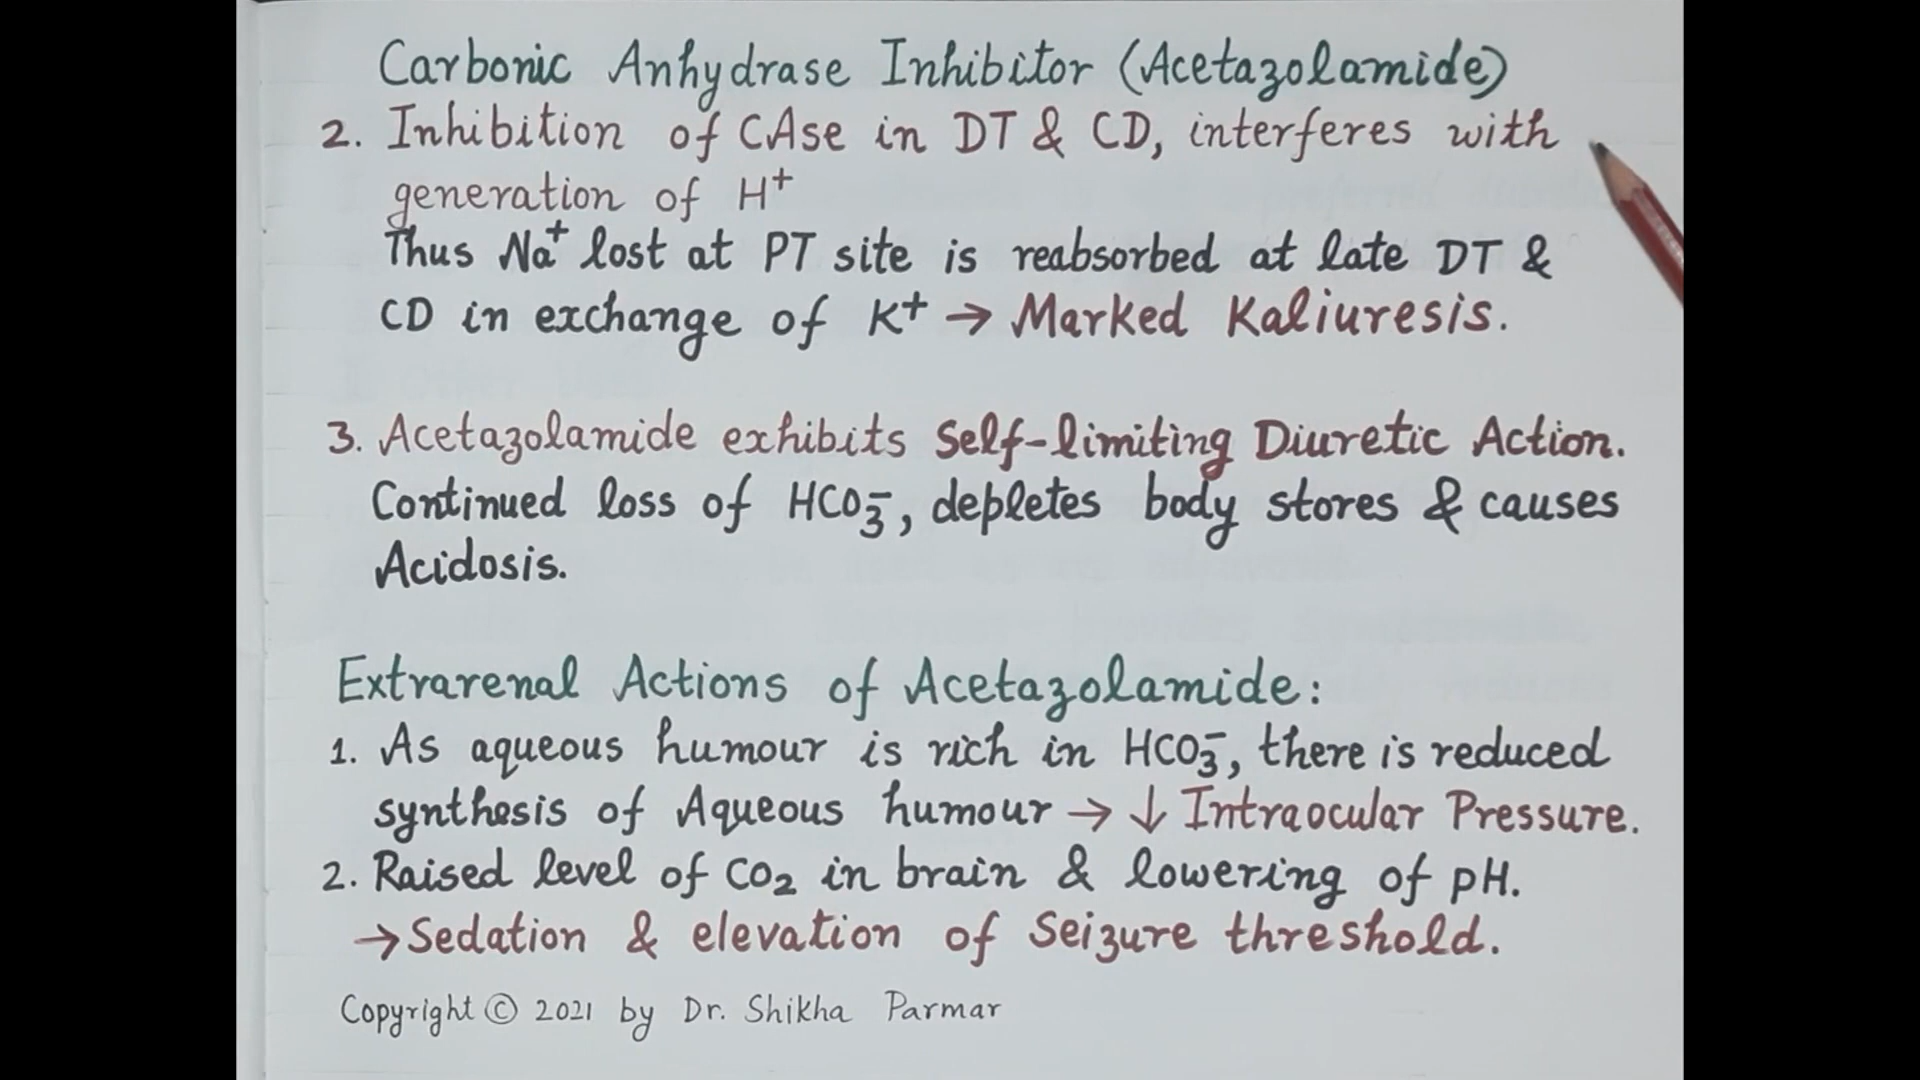 Carbonic Anhydrase Inhibitor (Acetazolamide)
2. Inhibition of CAse in DT & CD, interferes with
generation of H⁺
Thus Na⁺ lost at PT site is reabsorbed at late DT &
CD in exchange of K⁺ → Marked Kaliuresis.
3. Acetazolamide exhibits Self-limiting Diuretic Action.
Continued loss of HCO₃⁻, depletes body stores & causes
Acidosis.
Extrarenal Actions of Acetazolamide:
1. As aqueous humour is rich in HCO₃⁻, there is reduced
synthesis of Aqueous humour → ↓ Intraocular Pressure.
2. Raised level of CO₂ in brain & lowering of pH.
→ Sedation & elevation of Seizure threshold.
Copyright © 2021 by Dr. Shikha Parmar